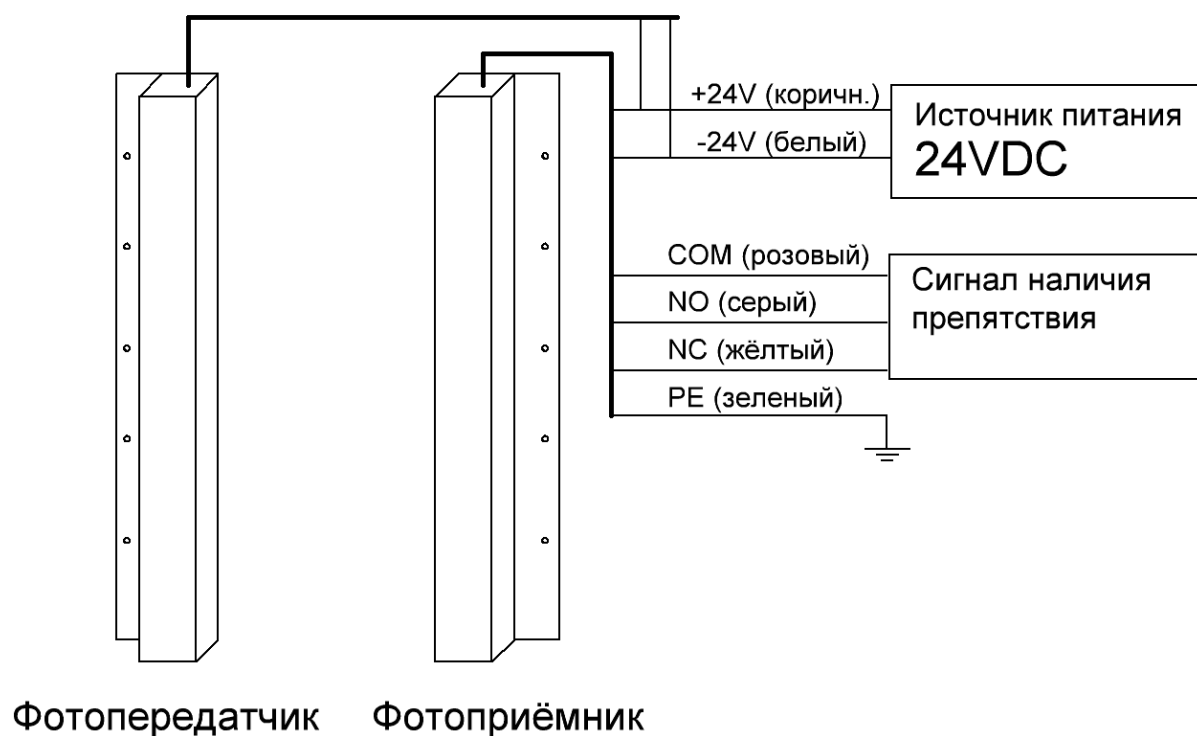 +24V (коричн.)
-24V (белый)
Источник питания
24VDC
COM (розовый)
NO (серый)
NC (жёлтый)
PE (зеленый)
Сигнал наличия
препятствия
Фотопередатчик
Фотоприёмник